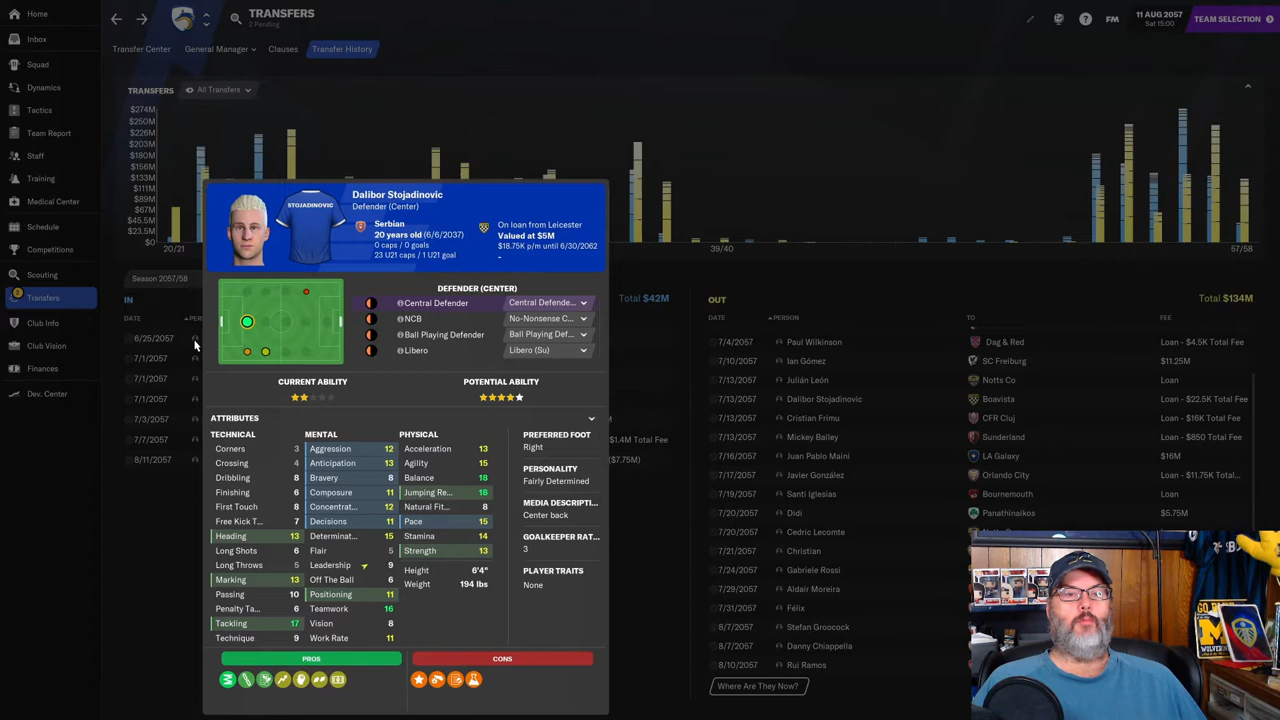 Home
TRANSFERS
2 Pending
FM
11 AUG 2057
Sat 15:00
TEAM SELECTION
Inbox
Transfer Center
General Manager
Clauses
Transfer History
Squad
Dynamics
TRANSFERS
All Transfers
Tactics
Team Report
Staff
Training
Medical Center
Schedule
Competitions
Scouting
Transfers
Club Info
Club Vision
Finances
Dev. Center
$274M
$250M
$226M
$203M
$180M
$156M
$133M
$111M
$89M
$67M
$45.5M
$23.5M
$0
20/21
39/40
57/58
Dalibor Stojadinovic
Defender (Center)
STOJADINOVIC
Serbian
20 years old (6/6/2037)
0 caps / 0 goals
23 U21 caps / 1 U21 goal
On loan from Leicester
Valued at $5M
$18.75K p/m until 6/30/2062
-
DEFENDER (CENTER)
Central Defender
Central Defende...
NCB
No-Nonsense C...
Ball Playing Defender
Ball Playing Def...
Libero
Libero (Su)
CURRENT ABILITY
POTENTIAL ABILITY
ATTRIBUTES
TECHNICAL
Corners 3
Crossing 4
Dribbling 8
Finishing 6
First Touch 8
Free Kick T... 7
Heading 13
Long Shots 6
Long Throws 5
Marking 13
Passing 10
Penalty Ta... 6
Tackling 17
Technique 9
MENTAL
Aggression 12
Anticipation 13
Bravery 8
Composure 11
Concentrat... 12
Decisions 11
Determinat... 15
Flair 5
Leadership 9
Off The Ball 6
Positioning 11
Teamwork 16
Vision 8
Work Rate 11
PHYSICAL
Acceleration 13
Agility 15
Balance 18
Jumping Re... 18
Natural Fit... 8
Pace 15
Stamina 14
Strength 13
Height 6'4"
Weight 194 lbs
PREFERRED FOOT
Right
PERSONALITY
Fairly Determined
MEDIA DESCRIPTI...
Center back
GOALKEEPER RAT...
3
PLAYER TRAITS
None
PROS
CONS
Season 2057/58
IN
Total $42M
DATE
6/25/2057
7/1/2057
7/1/2057
7/1/2057
7/3/2057
7/7/2057
$1.4M Total Fee
8/11/2057
($7.75M)
OUT
Total $134M
DATE PERSON TO FEE
7/4/2057 Paul Wilkinson Dag & Red Loan - $4.5K Total Fee
7/10/2057 Ian Gómez SC Freiburg $11.25M
7/13/2057 Julián León Notts Co Loan
7/13/2057 Dalibor Stojadinovic Boavista Loan - $22.5K Total Fee
7/13/2057 Cristian Frimu CFR Cluj Loan - $16K Total Fee
7/13/2057 Mickey Bailey Sunderland Loan - $850 Total Fee
7/16/2057 Juan Pablo Maini LA Galaxy $16M
7/17/2057 Javier González Orlando City Loan - $11.75K Total Fe...
7/19/2057 Santi Iglesias Bournemouth Loan
7/20/2057 Didi Panathinaikos $5.75M
7/20/2057 Cedric Lecomte
7/21/2057 Christian
7/24/2057 Gabriele Rossi
7/29/2057 Aldair Moreira
7/31/2057 Félix
8/7/2057 Stefan Groocock
8/7/2057 Danny Chiappella
8/10/2057 Rui Ramos
Where Are They Now?